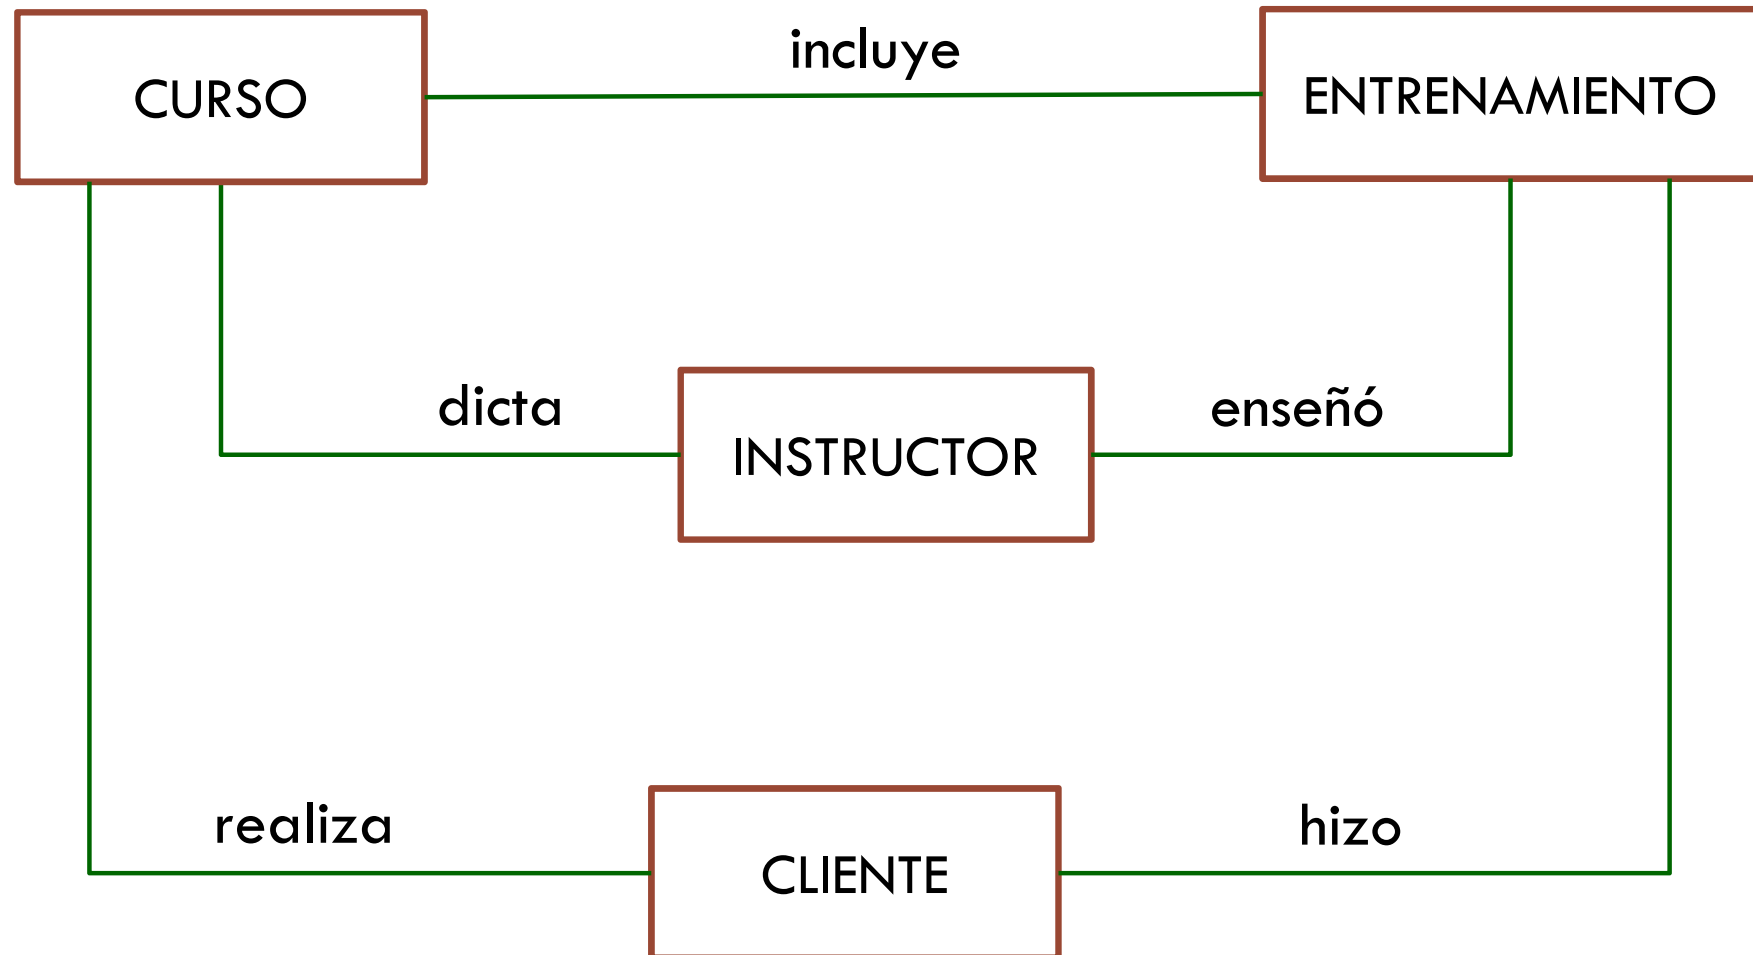 incluye
CURSO
ENTRENAMIENTO
dicta
INSTRUCTOR
enseñó
realiza
CLIENTE
hizo